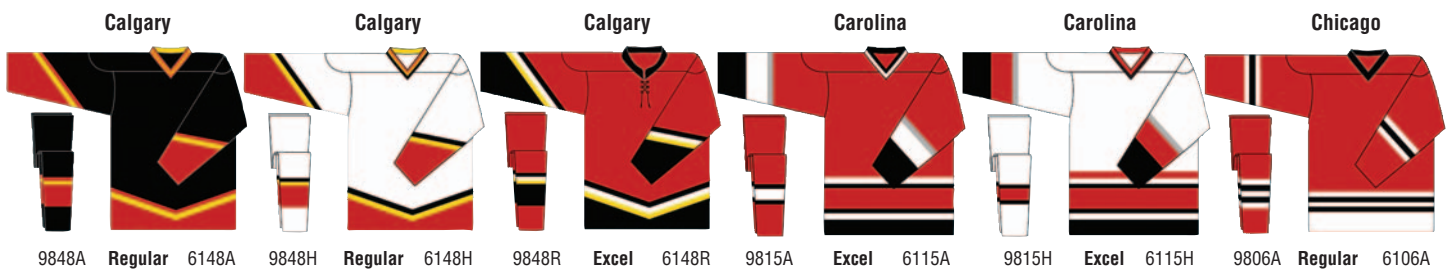 Calgary Calgary Calgary Carolina Carolina Chicago
9848A Regular 6148A 9848H Regular 6148H 9848R Excel 6148R 9815A Excel 6115A 9815H Excel 6115H 9806A Regular 6106A